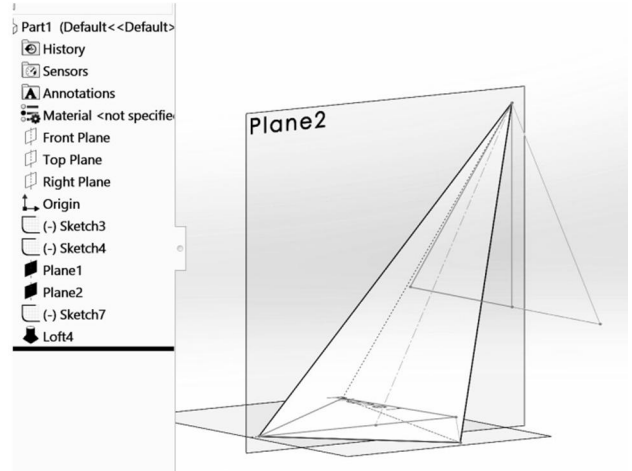 Part1 (Default<<Default>
History
Sensors
Annotations
Material <not specifie
Front Plane
Top Plane
Right Plane
Origin
(-) Sketch3
(-) Sketch4
Plane1
Plane2
(-) Sketch7
Loft4
Plane2